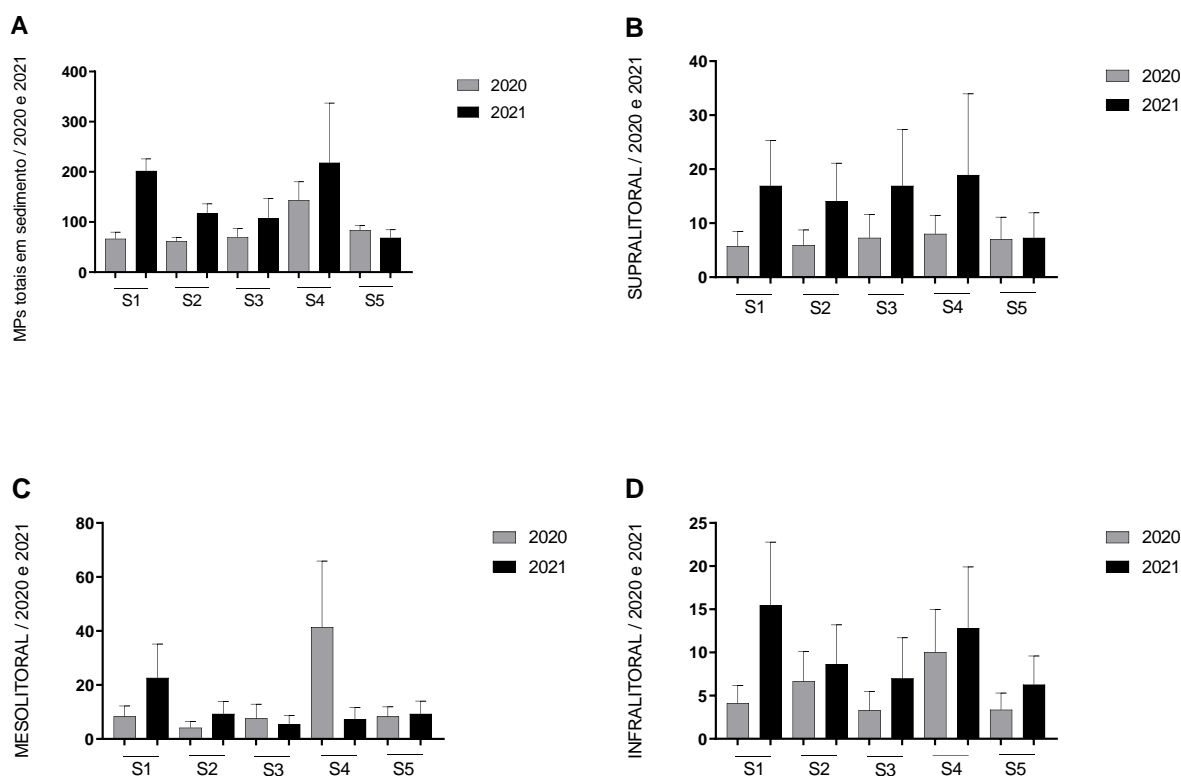 A
MPs totais em sedimento / 2020 e 2021
400
300
200
100
0
S1 S2 S3 S4 S5
2020
2021
B
SUPRALITORAL / 2020 e 2021
40
30
20
10
0
S1 S2 S3 S4 S5
2020
2021
C
MESOLITORAL / 2020 e 2021
80
60
40
20
0
S1 S2 S3 S4 S5
2020
2021
D
INFRALITORAL / 2020 e 2021
25
20
15
10
5
0
S1 S2 S3 S4 S5
2020
2021